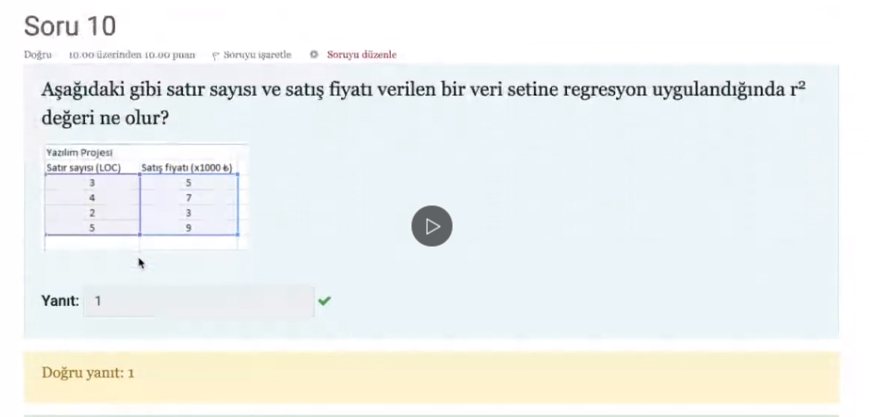 Soru 10
Doğru 10.00 üzerinden 10.00 puan Soruyu işaretle Soruyu düzenle
Aşağıdaki gibi satır sayısı ve satış fiyatı verilen bir veri setine regresyon uygulandığında r²
değeri ne olur?
Yazılım Projesi
Satır sayısı (LOC) Satış fiyatı (x1000 ₺)
3 5
4 7
2 3
5 9
Yanıt: 1
Doğru yanıt: 1